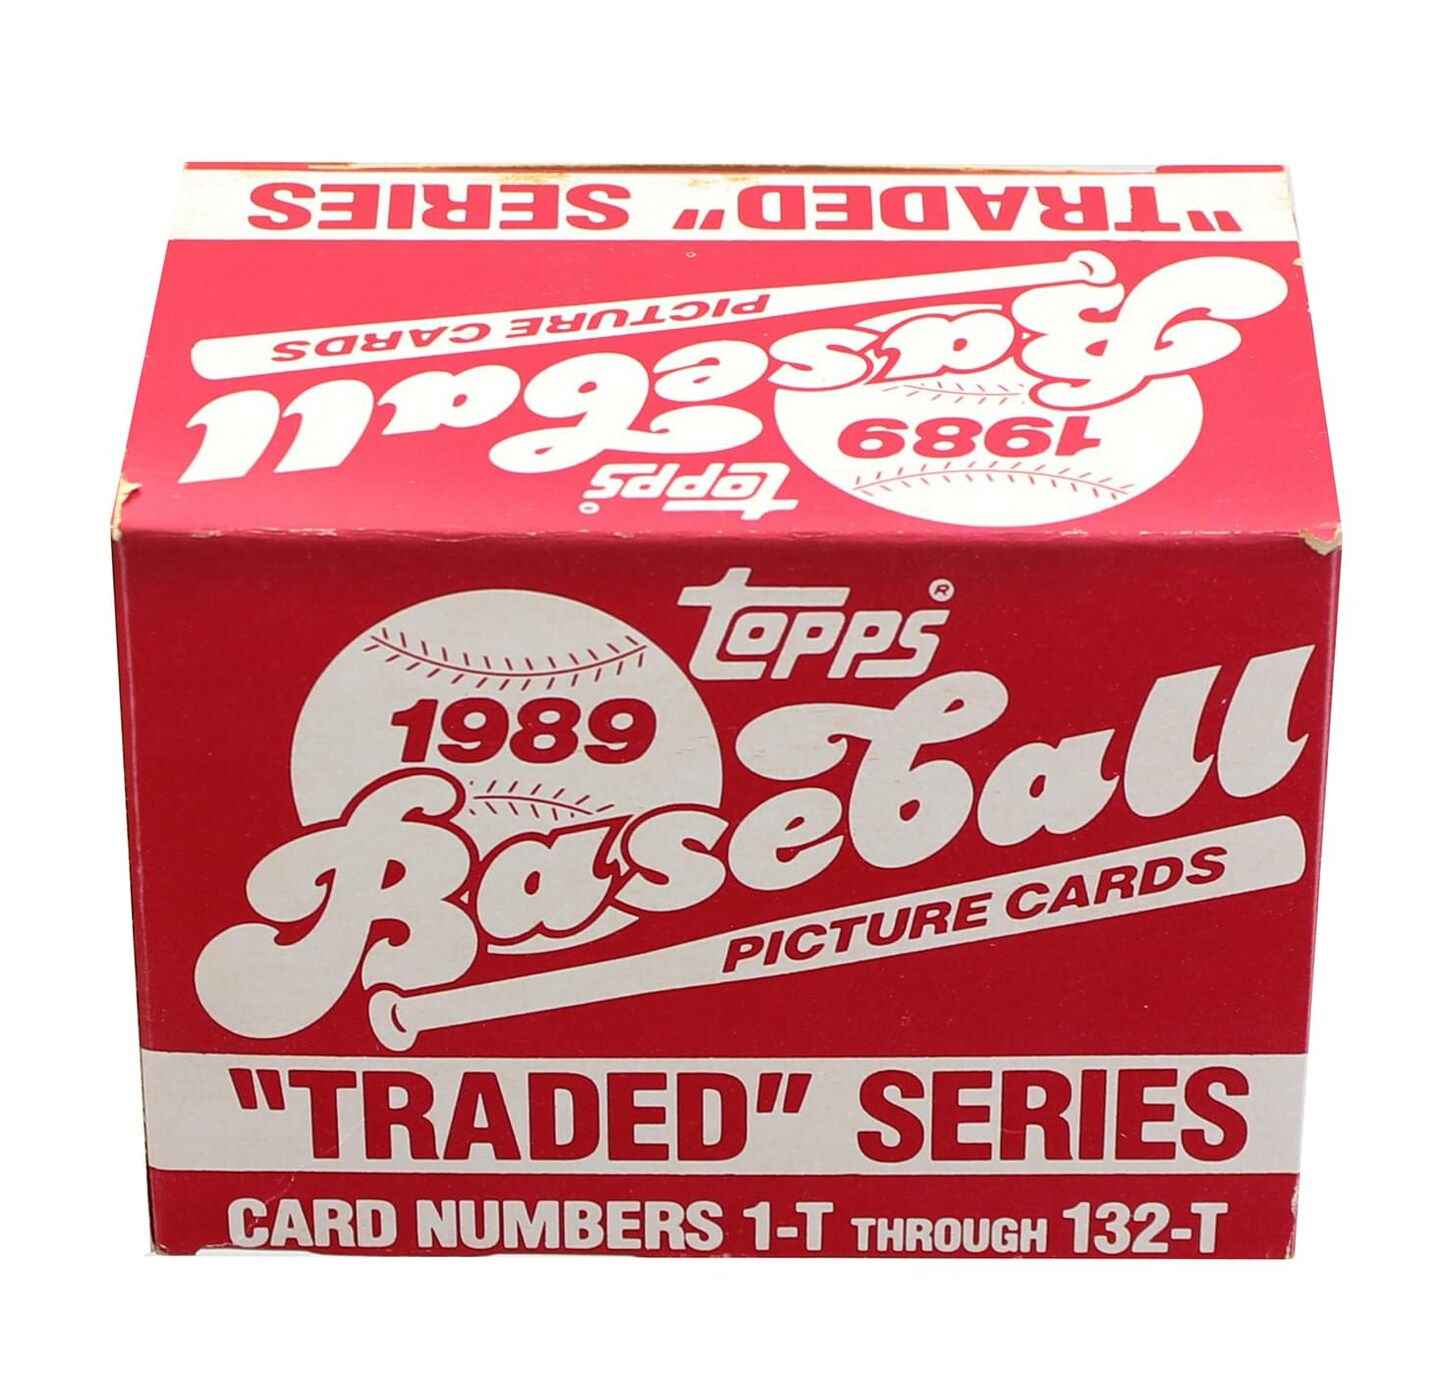 "TRADED" SERIES
PICTURE CARDS
Baseball
1989
Topps®
Topps®
1989
Baseball
PICTURE CARDS
"TRADED" SERIES
CARD NUMBERS 1-T THROUGH 132-T